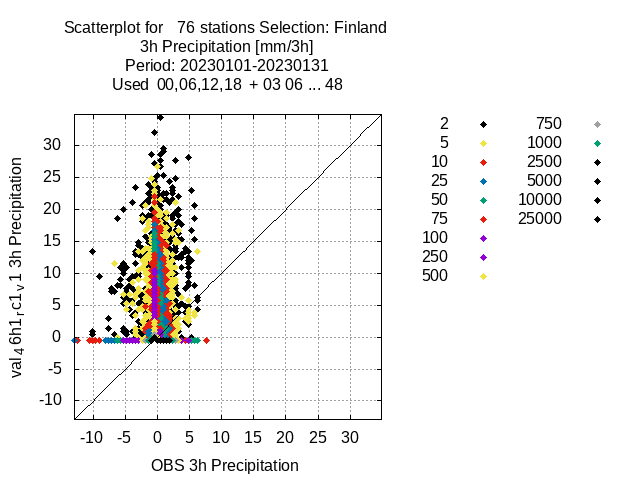 Scatterplot for 76 stations Selection: Finland
3h Precipitation [mm/3h]
Period: 20230101-20230131
Used 00,06,12,18 + 03 06 ... 48
val4 6h1r c1v 1 3h Precipitation
30
25
20
15
10
5
0
-5
-10
-10 -5 0 5 10 15 20 25 30
OBS 3h Precipitation
2 750
5 1000
10 2500
25 5000
50 10000
75 25000
100
250
500